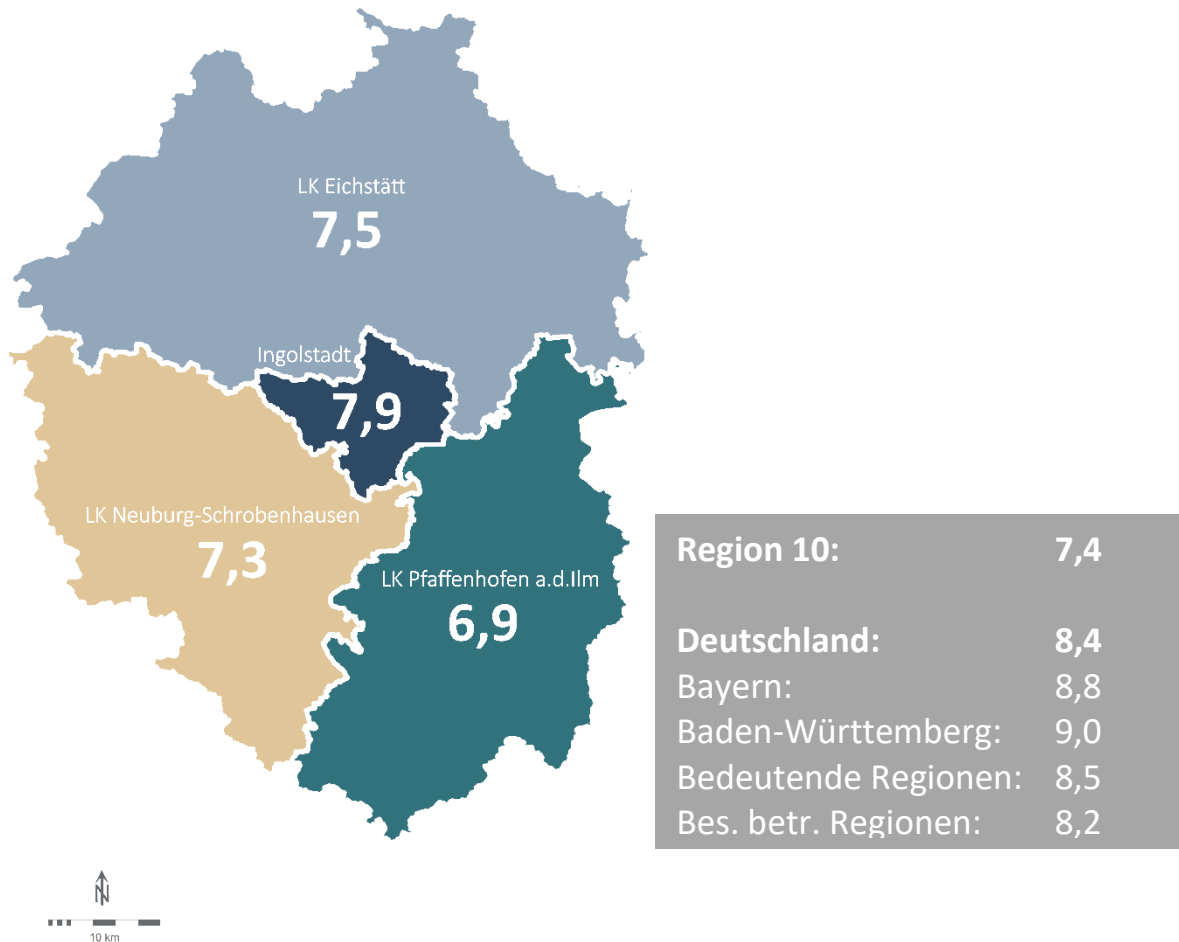 LK Eichstätt
7,5
Ingolstadt
7,9
LK Neuburg-Schrobenhausen
7,3
LK Pfaffenhofen a.d.Ilm
6,9
Region 10: 7,4
Deutschland: 8,4
Bayern: 8,8
Baden-Württemberg: 9,0
Bedeutende Regionen: 8,5
Bes. betr. Regionen: 8,2
N
10 km